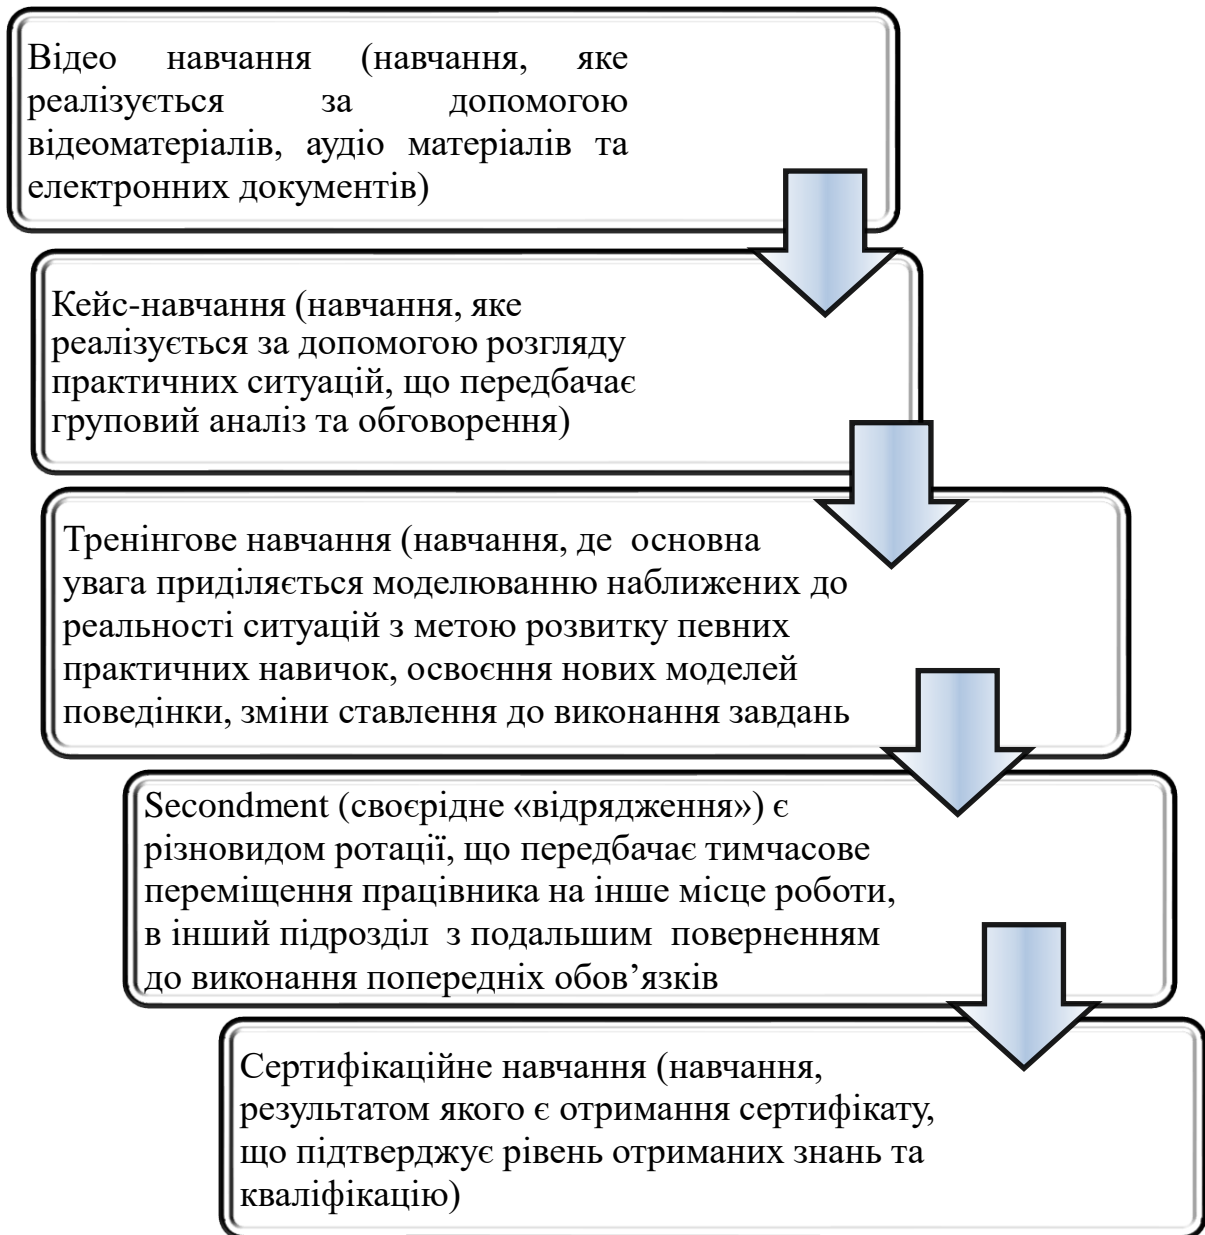 Відео навчання (навчання, яке
реалізується за допомогою
відеоматеріалів, аудіо матеріалів та
електронних документів)
Кейс-навчання (навчання, яке
реалізується за допомогою розгляду
практичних ситуацій, що передбачає
груповий аналіз та обговорення)
Тренінгове навчання (навчання, де основна
увага приділяється моделюванню наближених до
реальності ситуацій з метою розвитку певних
практичних навичок, освоєння нових моделей
поведінки, зміни ставлення до виконання завдань
Secondment (своєрідне «відрядження») є
різновидом ротації, що передбачає тимчасове
переміщення працівника на інше місце роботи,
в інший підрозділ з подальшим поверненням
до виконання попередніх обов’язків
Сертифікаційне навчання (навчання,
результатом якого є отримання сертифікату,
що підтверджує рівень отриманих знань та
кваліфікацію)